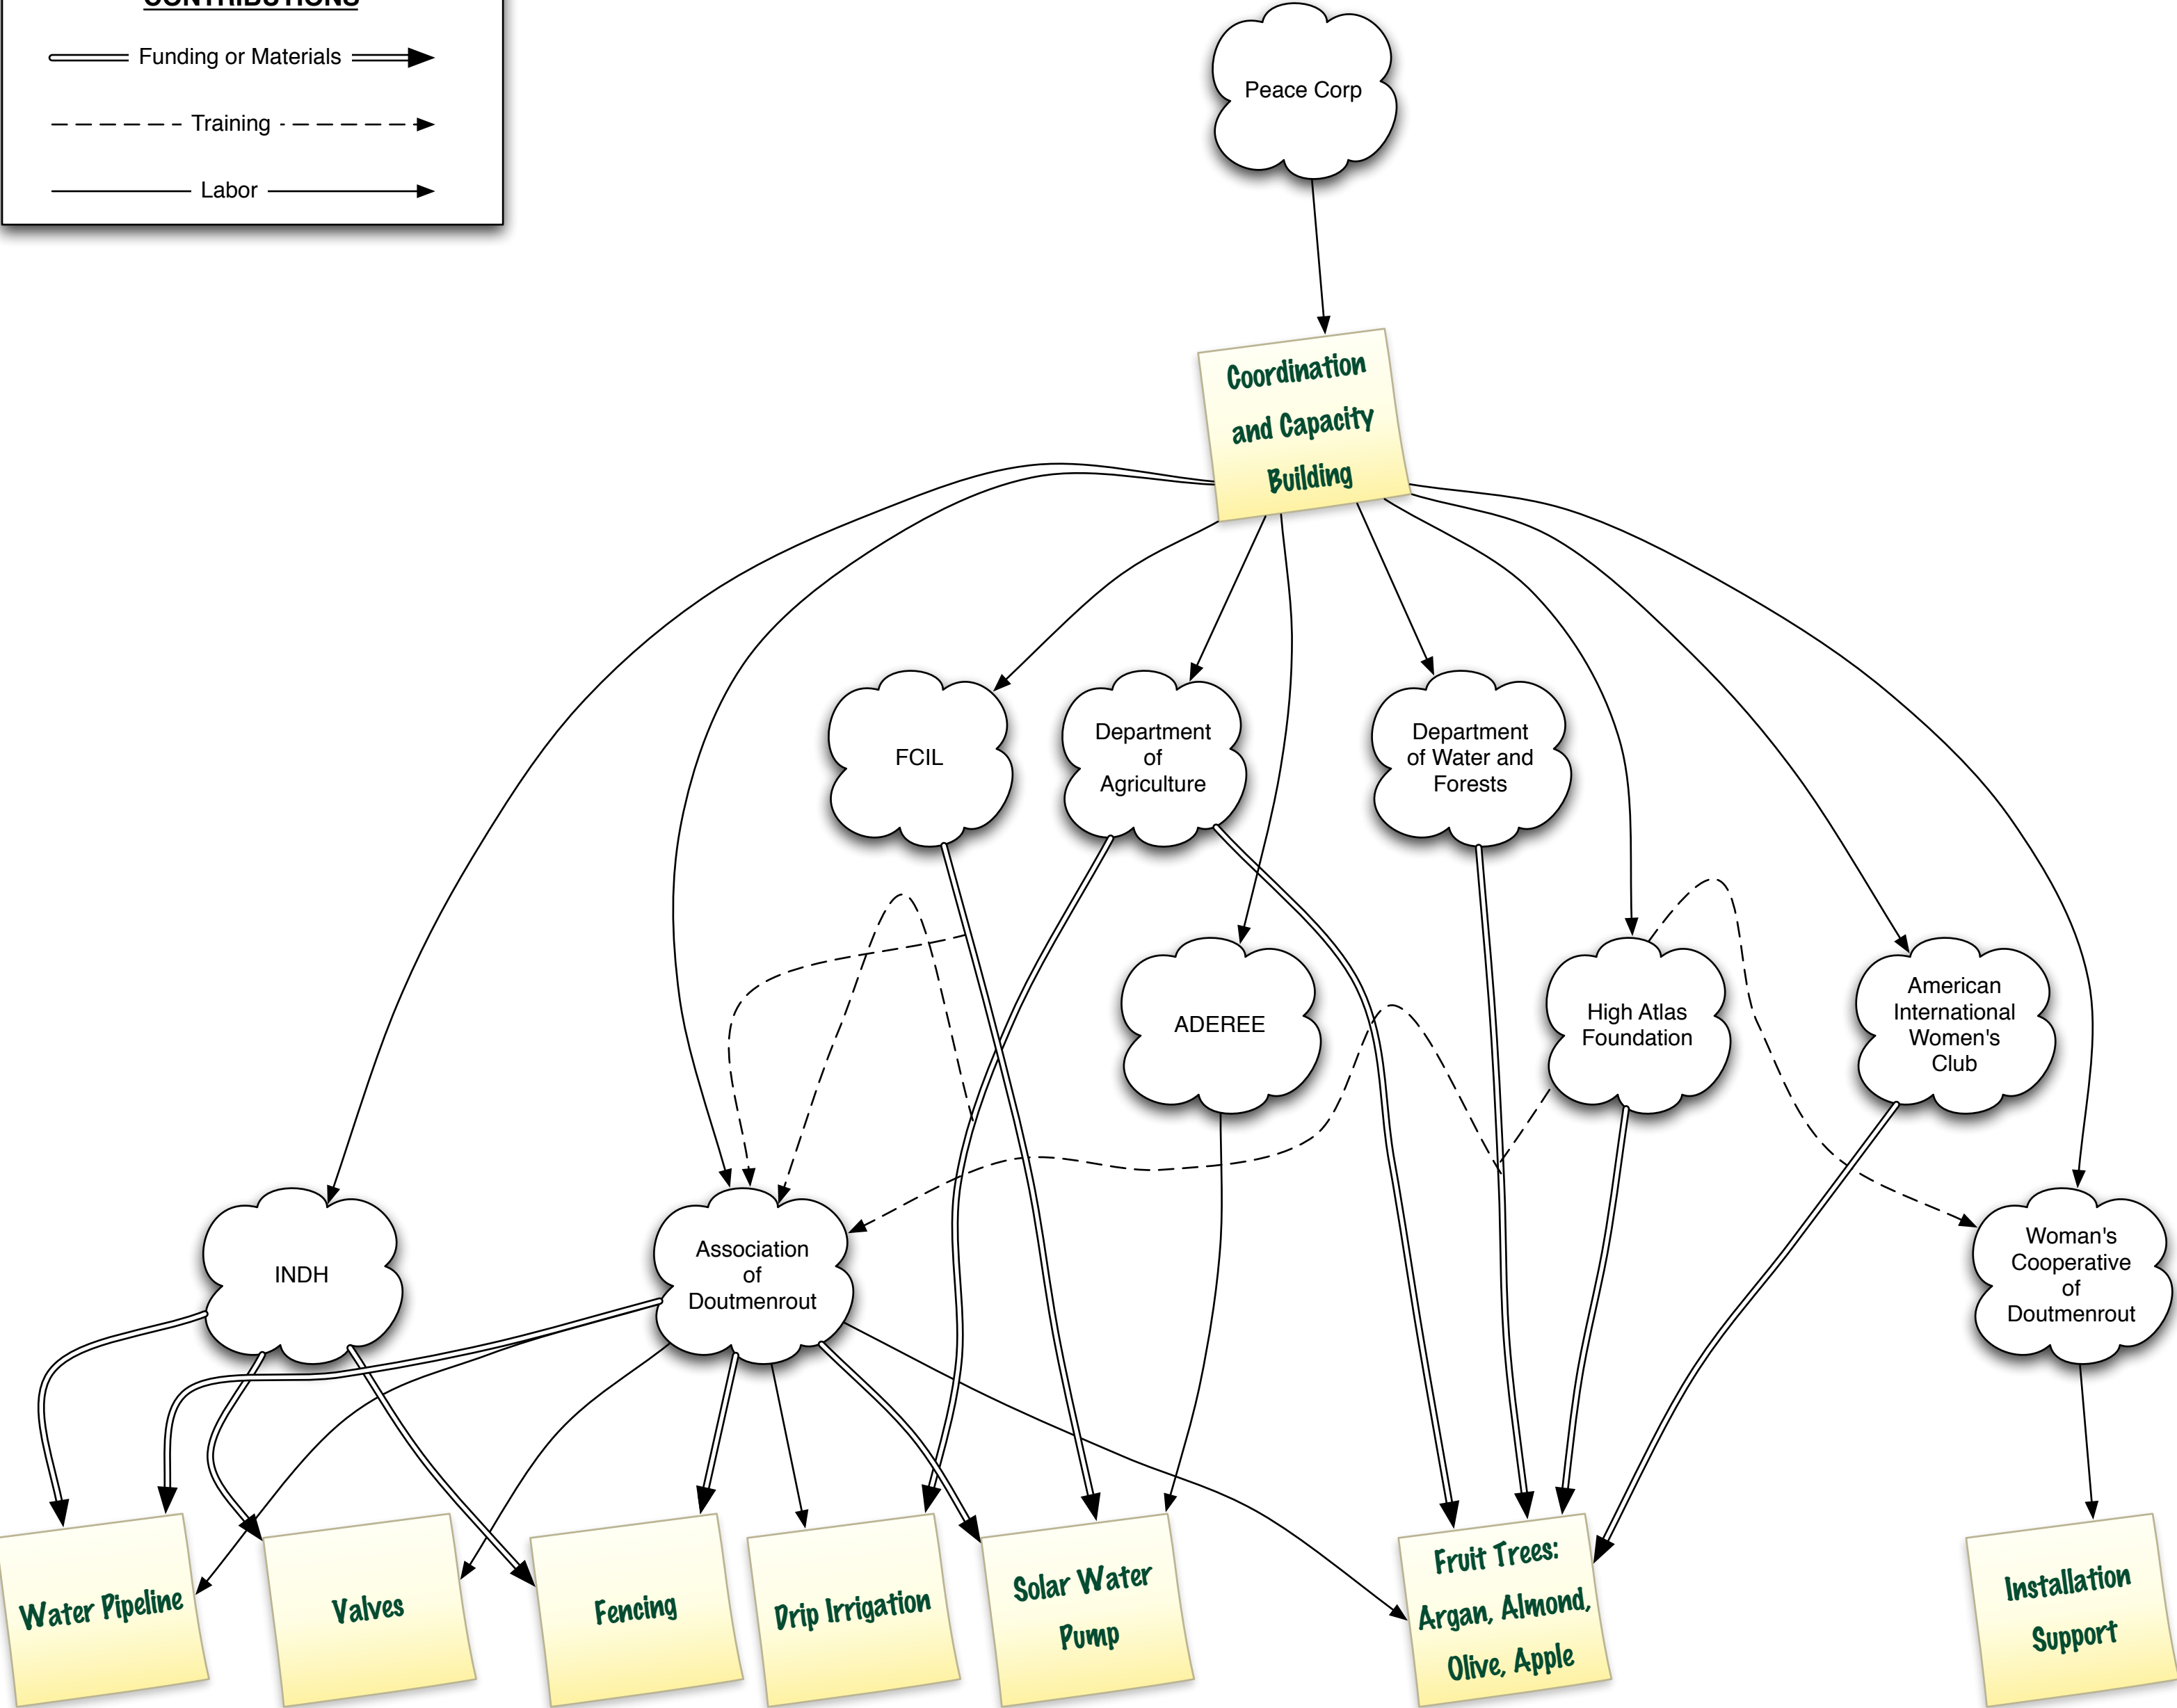 CONTRIBUTIONS
Funding or Materials
Training
Labor
Peace Corp
Coordination
and Capacity
Building
FCIL
Department
of
Agriculture
Department
of Water and
Forests
ADEREE
High Atlas
Foundation
American
International
Women's
Club
INDH
Association
of
Doutmenrout
Woman's
Cooperative
of
Doutmenrout
Water Pipeline
Valves
Fencing
Drip Irrigation
Solar Water
Pump
Fruit Trees:
Argan, Almond,
Olive, Apple
Installation
Support